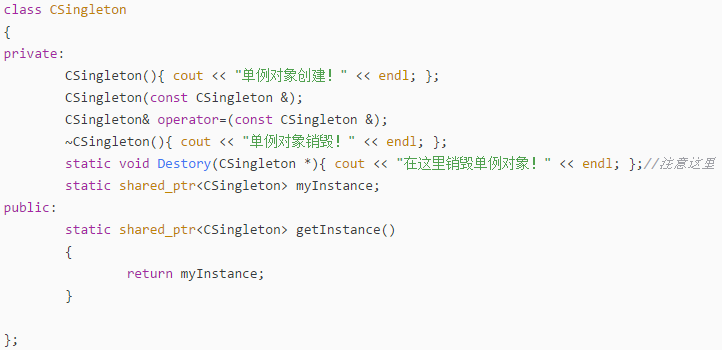 class CSingleton
{
private:
        CSingleton(){ cout << "单例对象创建！" << endl; };
        CSingleton(const CSingleton &);
        CSingleton& operator=(const CSingleton &);
        ~CSingleton(){ cout << "单例对象销毁！" << endl; };
        static void Destory(CSingleton *){ cout << "在这里销毁单例对象！" << endl; };//注意这里
        static shared_ptr<CSingleton> myInstance;
public:
        static shared_ptr<CSingleton> getInstance()
        {
                return myInstance;
        }
};